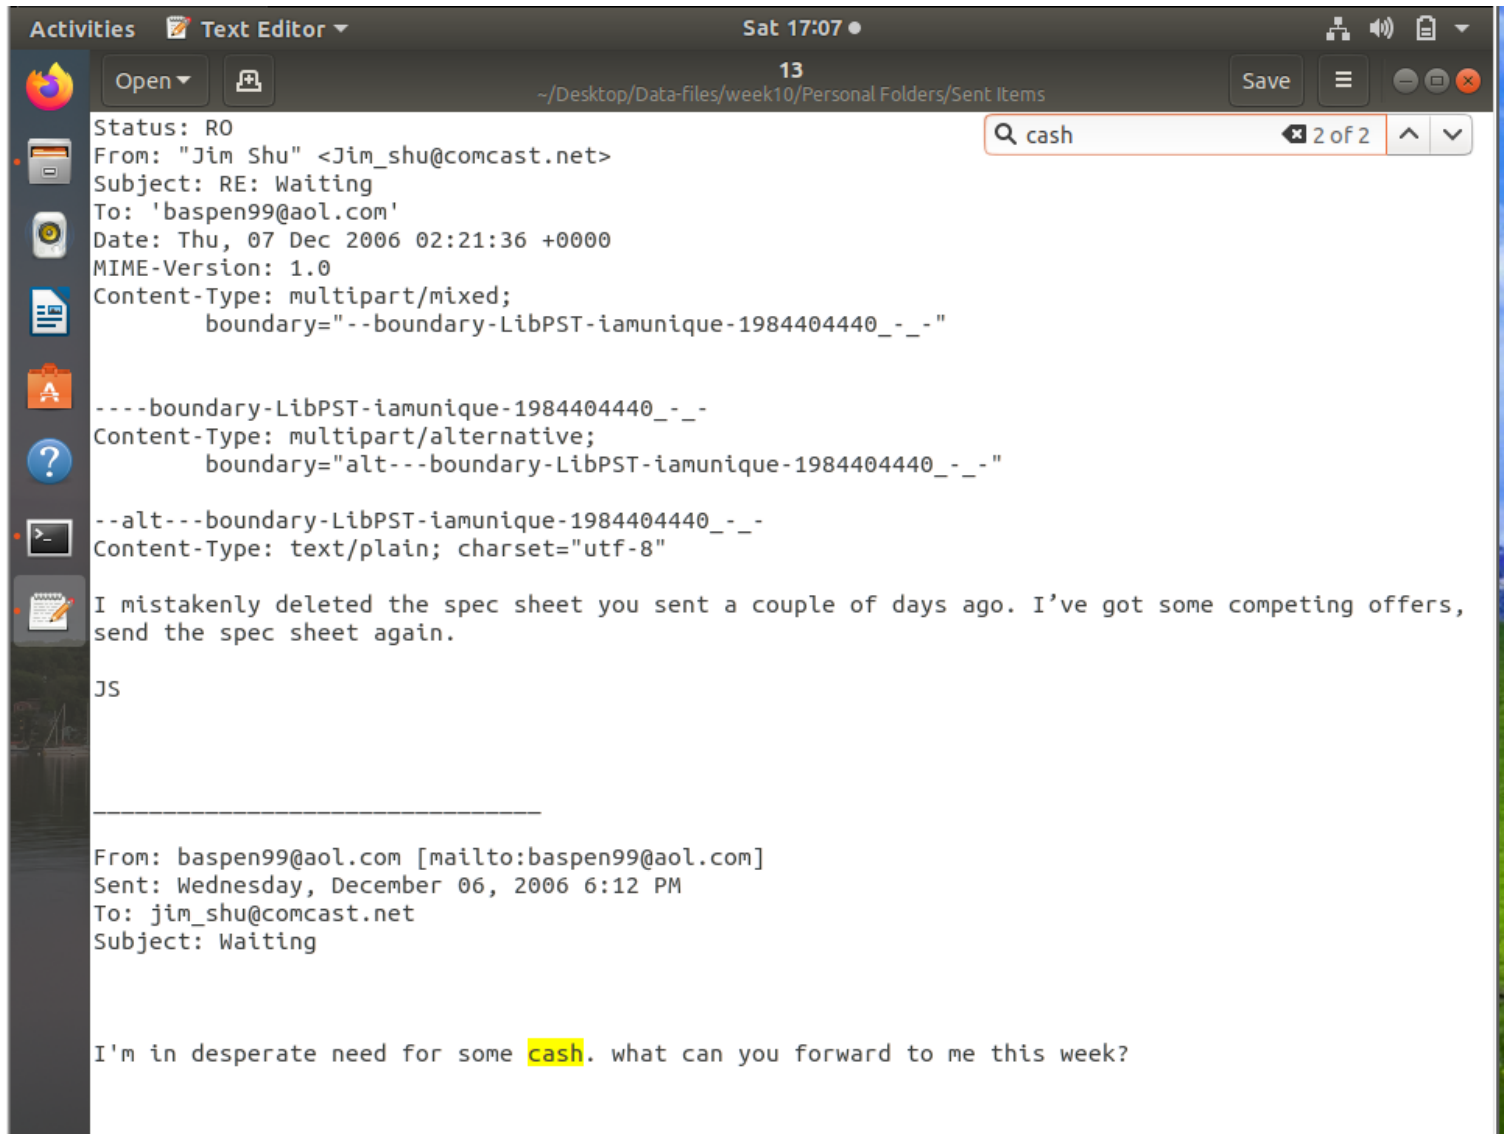 Activities Text Editor Sat 17:07
Open 13 Save
~/Desktop/Data-files/week10/Personal Folders/Sent Items
cash 2 of 2
Status: RO
From: "Jim Shu" <Jim_shu@comcast.net>
Subject: RE: Waiting
To: 'baspen99@aol.com'
Date: Thu, 07 Dec 2006 02:21:36 +0000
MIME-Version: 1.0
Content-Type: multipart/mixed;
boundary="--boundary-LibPST-iamunique-1984404440_-_-"
----boundary-LibPST-iamunique-1984404440_-_-
Content-Type: multipart/alternative;
boundary="alt---boundary-LibPST-iamunique-1984404440_-_-"
--alt---boundary-LibPST-iamunique-1984404440_-_-
Content-Type: text/plain; charset="utf-8"
I mistakenly deleted the spec sheet you sent a couple of days ago. I’ve got some competing offers,
send the spec sheet again.
JS
________________________________
From: baspen99@aol.com [mailto:baspen99@aol.com]
Sent: Wednesday, December 06, 2006 6:12 PM
To: jim_shu@comcast.net
Subject: Waiting
I'm in desperate need for some cash. what can you forward to me this week?